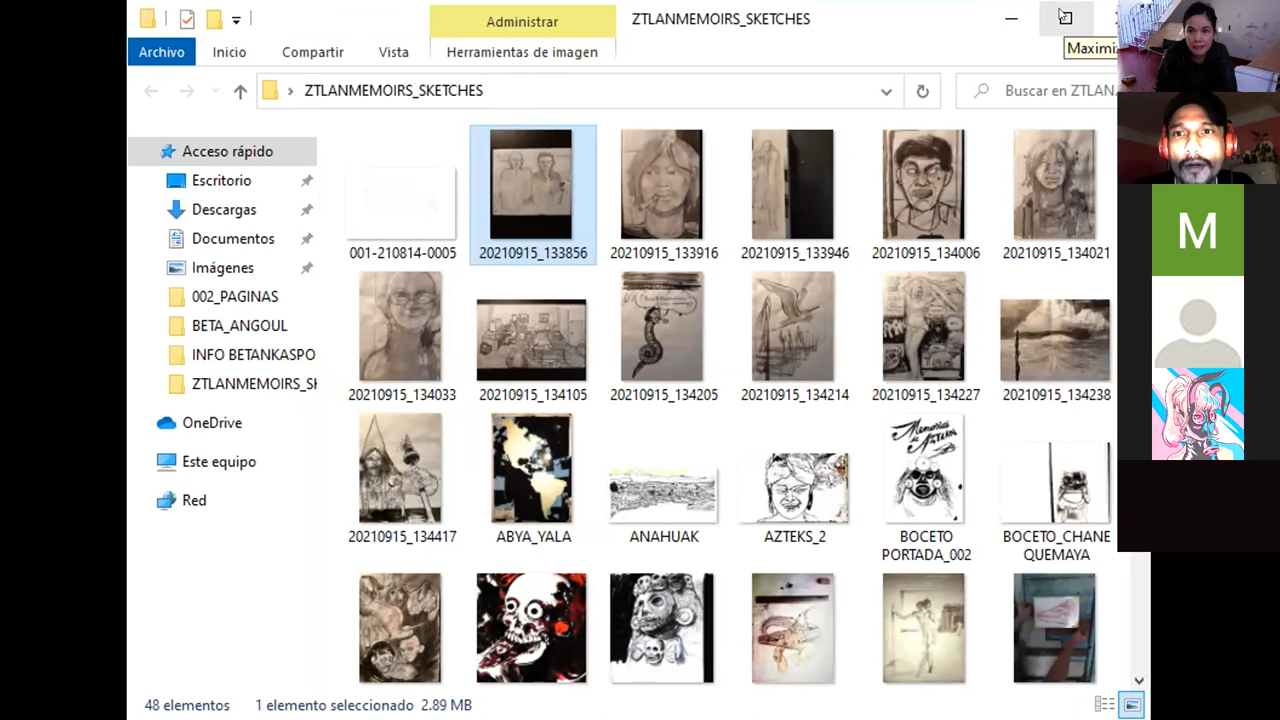 Administrar
ZTLANMEMOIRS_SKETCHES
Archivo
Inicio
Compartir
Vista
Herramientas de imagen
ZTLANMEMOIRS_SKETCHES
Buscar en ZTLAN
Acceso rápido
Escritorio
Descargas
Documentos
Imágenes
002_PAGINAS
BETA_ANGOUL
INFO BETANKASPO
ZTLANMEMOIRS_SK
OneDrive
Este equipo
Red
001-210814-0005
20210915_133856
20210915_133916
20210915_133946
20210915_134006
20210915_134021
20210915_134033
20210915_134105
20210915_134205
20210915_134214
20210915_134227
20210915_134238
Memorias
de AZTLAN
20210915_134417
ABYA_YALA
ANAHUAK
AZTEKS_2
BOCETO
PORTADA_002
BOCETO_CHANE
QUEMAYA
48 elementos
1 elemento seleccionado 2.89 MB
Maximi
M